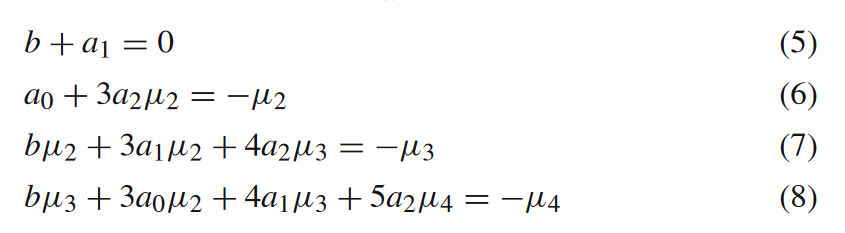 b + a₁ = 0 (5)
a₀ + 3a₂μ₂ = −μ₂ (6)
bμ₂ + 3a₁μ₂ + 4a₂μ₃ = −μ₃ (7)
bμ₃ + 3a₀μ₂ + 4a₁μ₃ + 5a₂μ₄ = −μ₄ (8)